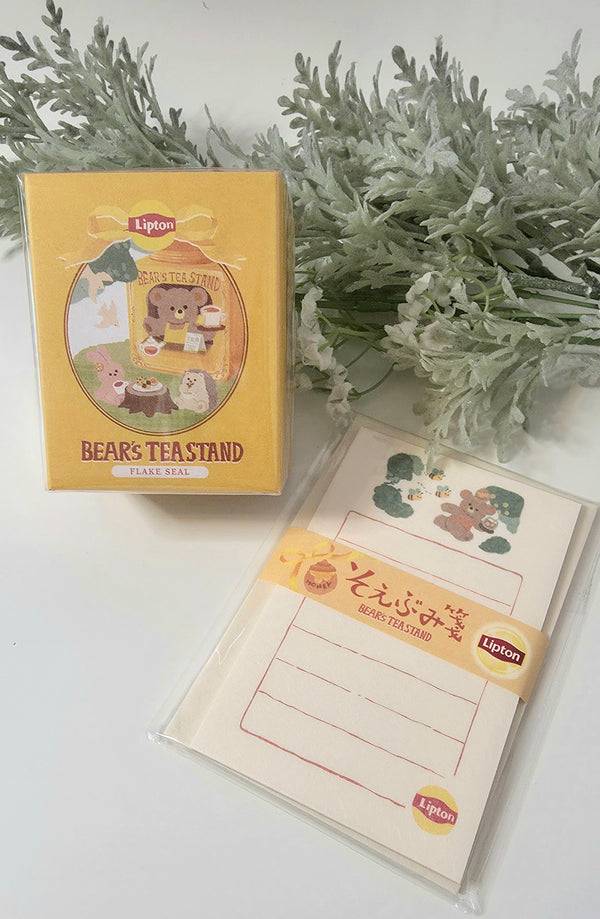 Lipton
BEAR'S TEA STAND
BEAR'S TEA STAND
FLAKE SEAL
HONEY
そえぶみ箋
BEAR'S TEA STAND
Lipton
Lipton